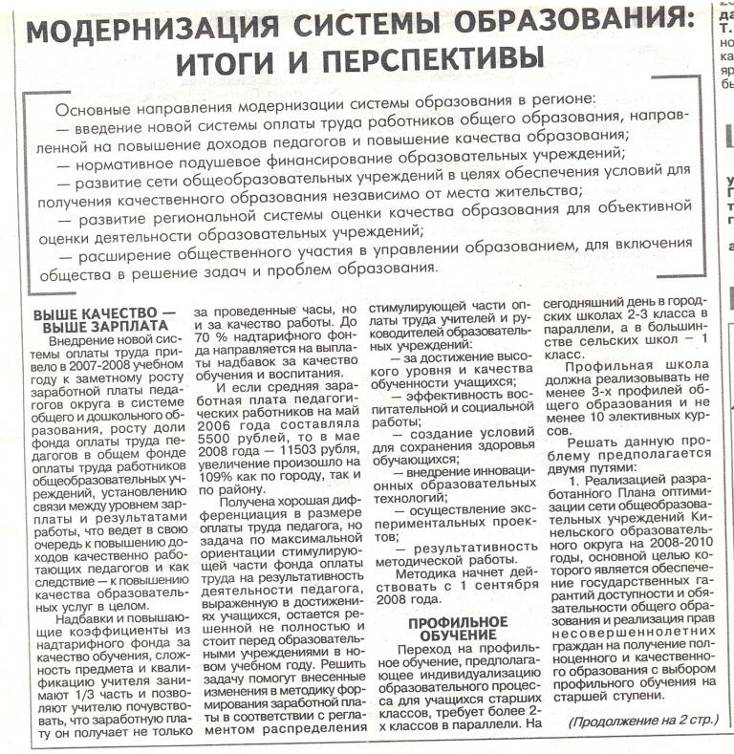 МОДЕРНИЗАЦИЯ СИСТЕМЫ ОБРАЗОВАНИЯ:
ИТОГИ И ПЕРСПЕКТИВЫ
Основные направления модернизации системы образования в регионе:
— введение новой системы оплаты труда работников общего образования, направ-
ленной на повышение доходов педагогов и повышение качества образования;
— нормативное подушевое финансирование образовательных учреждений;
— развитие сети общеобразовательных учреждений в целях обеспечения условий для
получения качественного образования независимо от места жительства;
— развитие региональной системы оценки качества образования для объективной
оценки деятельности образовательных учреждений;
— расширение общественного участия в управлении образованием, для включения
общества в решение задач и проблем образования.
ВЫШЕ КАЧЕСТВО —
ВЫШЕ ЗАРПЛАТА
Внедрение новой сис-
темы оплаты труда при-
вело в 2007-2008 учебном
году к заметному росту
заработной платы педа-
гогов округа в системе
общего и дошкольного об-
разования, росту доли
фонда оплаты труда пе-
дагогов в общем фонде
оплаты труда работников
общеобразовательных уч-
реждений, установлению
связи между уровнем зар-
платы и результатами
работы, что ведет в свою
очередь к повышению до-
ходов качественно рабо-
тающих педагогов и как
следствие – к повышению
качества образователь-
ных услуг в целом.
Надбавки и повышаю-
щие коэффициенты из
надтарифного фонда за
качество обучения, слож-
ность предмета и квали-
фикацию учителя зани-
мают 1/3 часть и позво-
ляют учителю почувство-
вать, что заработную пла-
ту он получает не только
за проведенные часы, но
и за качество работы. До
70 % надтарифного фон-
да направляется на выпла-
ты надбавок за качество
обучения и воспитания.
И если средняя зара-
ботная плата педагоги-
ческих работников на май
2006 года составляла
5500 рублей, то в мае
2008 года — 11503 рубля,
увеличение произошло на
109% как по городу, так и
по району.
Получена хорошая диф-
ференциация в размере
оплаты труда педагога, но
задача по максимальной
ориентации стимулирую-
щей части фонда оплаты
труда на результативность
деятельности педагога,
выраженную в достижени-
ях учащихся, остается ре-
шенной не полностью и
стоит перед образователь-
ными учреждениями в но-
вом учебном году. Решить
задачу помогут внесенные
изменения в методику фор-
мирования заработной пла-
ты в соответствии с регла-
ментом распределения
стимулирующей части оп-
латы труда учителей и ру-
ководителей образователь-
ных учреждений:
— за достижение высо-
кого уровня и качества
обученности учащихся;
— эффективность вос-
питательной и социальной
работы;
— создание условий
для сохранения здоровья
обучающихся;
—внедрение инноваци-
онных образовательных
технологий;
— осуществление экс-
периментальных проек-
тов;
— результативность
методической работы.
Методика начнет дей-
ствовать с 1 сентября
2008 года.
ПРОФИЛЬНОЕ
ОБУЧЕНИЕ
Переход на профиль-
ное обучение, предполага-
ющее индивидуализацию
образовательного процес-
са для учащихся старших
классов, требует более 2-
х классов в параллели. На
сегодняшний день в город-
ских школах 2-3 класса в
параллели, а в большин-
стве сельских школ – 1
класс.
Профильная школа
должна реализовывать не
менее 3-х профилей об-
щего образования и не
менее 10 элективных кур-
сов.
Решать данную про-
блему предполагается
двумя путями:
1. Реализацией разра-
ботанного Плана оптими-
зации сети общеобразо-
вательных учреждений Ки-
нельского образователь-
ного округа на 2008-2010
годы, основной целью ко-
торого является обеспече-
ние государственных га-
рантий доступности и обя-
зательности общего обра-
зования и реализация прав
несовершеннолетних
граждан на получение пол-
ноценного и качественно-
го образования с выбором
профильного обучения на
старшей ступени.
(Продолжение на 2 стр.)